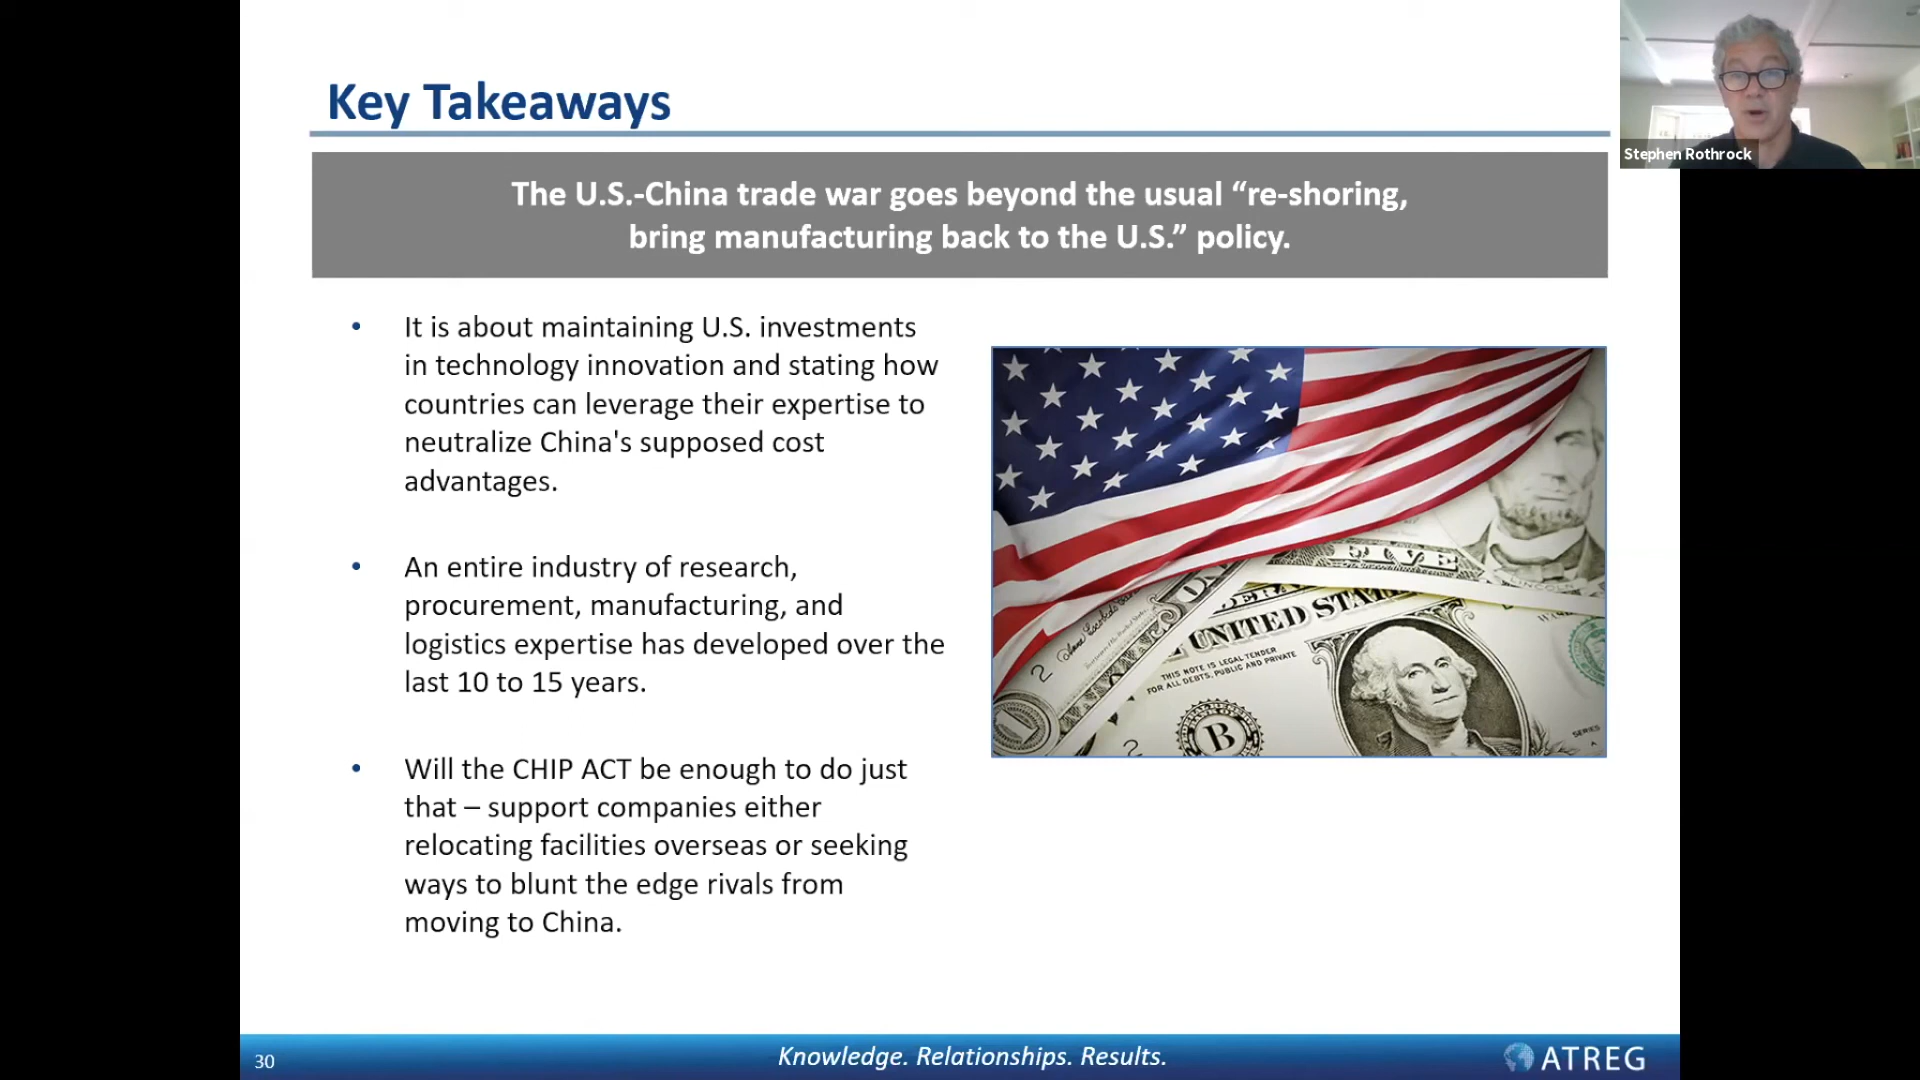 Key Takeaways
Stephen Rothrock
The U.S.-China trade war goes beyond the usual “re-shoring,
bring manufacturing back to the U.S.” policy.
• It is about maintaining U.S. investments
in technology innovation and stating how
countries can leverage their expertise to
neutralize China's supposed cost
advantages.
• An entire industry of research,
procurement, manufacturing, and
logistics expertise has developed over the
last 10 to 15 years.
• Will the CHIP ACT be enough to do just
that – support companies either
relocating facilities overseas or seeking
ways to blunt the edge rivals from
moving to China.
FIVE
UNITED STA
THIS NOTE IS LEGAL TENDER
FOR ALL DEBTS, PUBLIC AND PRIVATE
B
2
2
SERIES
A
30
Knowledge. Relationships. Results.
ATREG